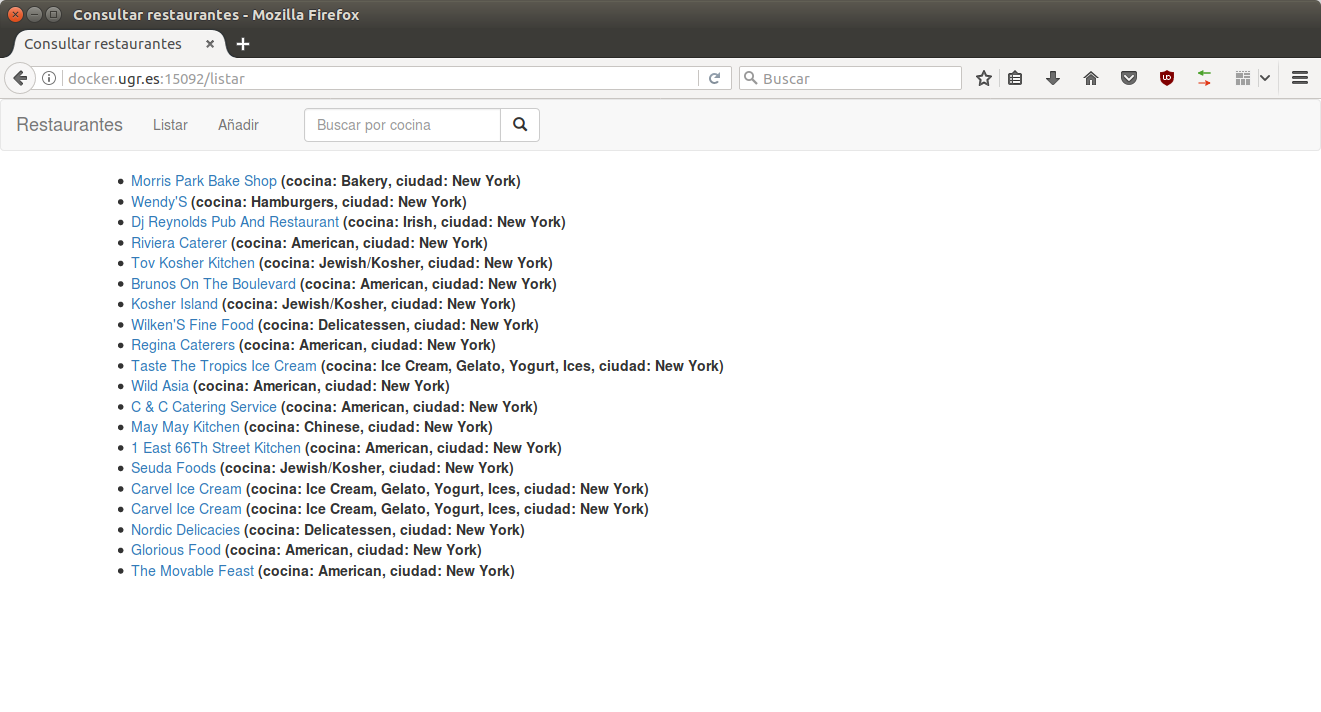 Consultar restaurantes - Mozilla Firefox
Consultar restaurantes
docker.ugr.es:15092/listar
Buscar
Restaurantes Listar Añadir Buscar por cocina
Morris Park Bake Shop (cocina: Bakery, ciudad: New York)
Wendy'S (cocina: Hamburgers, ciudad: New York)
Dj Reynolds Pub And Restaurant (cocina: Irish, ciudad: New York)
Riviera Caterer (cocina: American, ciudad: New York)
Tov Kosher Kitchen (cocina: Jewish/Kosher, ciudad: New York)
Brunos On The Boulevard (cocina: American, ciudad: New York)
Kosher Island (cocina: Jewish/Kosher, ciudad: New York)
Wilken'S Fine Food (cocina: Delicatessen, ciudad: New York)
Regina Caterers (cocina: American, ciudad: New York)
Taste The Tropics Ice Cream (cocina: Ice Cream, Gelato, Yogurt, Ices, ciudad: New York)
Wild Asia (cocina: American, ciudad: New York)
C & C Catering Service (cocina: American, ciudad: New York)
May May Kitchen (cocina: Chinese, ciudad: New York)
1 East 66Th Street Kitchen (cocina: American, ciudad: New York)
Seuda Foods (cocina: Jewish/Kosher, ciudad: New York)
Carvel Ice Cream (cocina: Ice Cream, Gelato, Yogurt, Ices, ciudad: New York)
Carvel Ice Cream (cocina: Ice Cream, Gelato, Yogurt, Ices, ciudad: New York)
Nordic Delicacies (cocina: Delicatessen, ciudad: New York)
Glorious Food (cocina: American, ciudad: New York)
The Movable Feast (cocina: American, ciudad: New York)